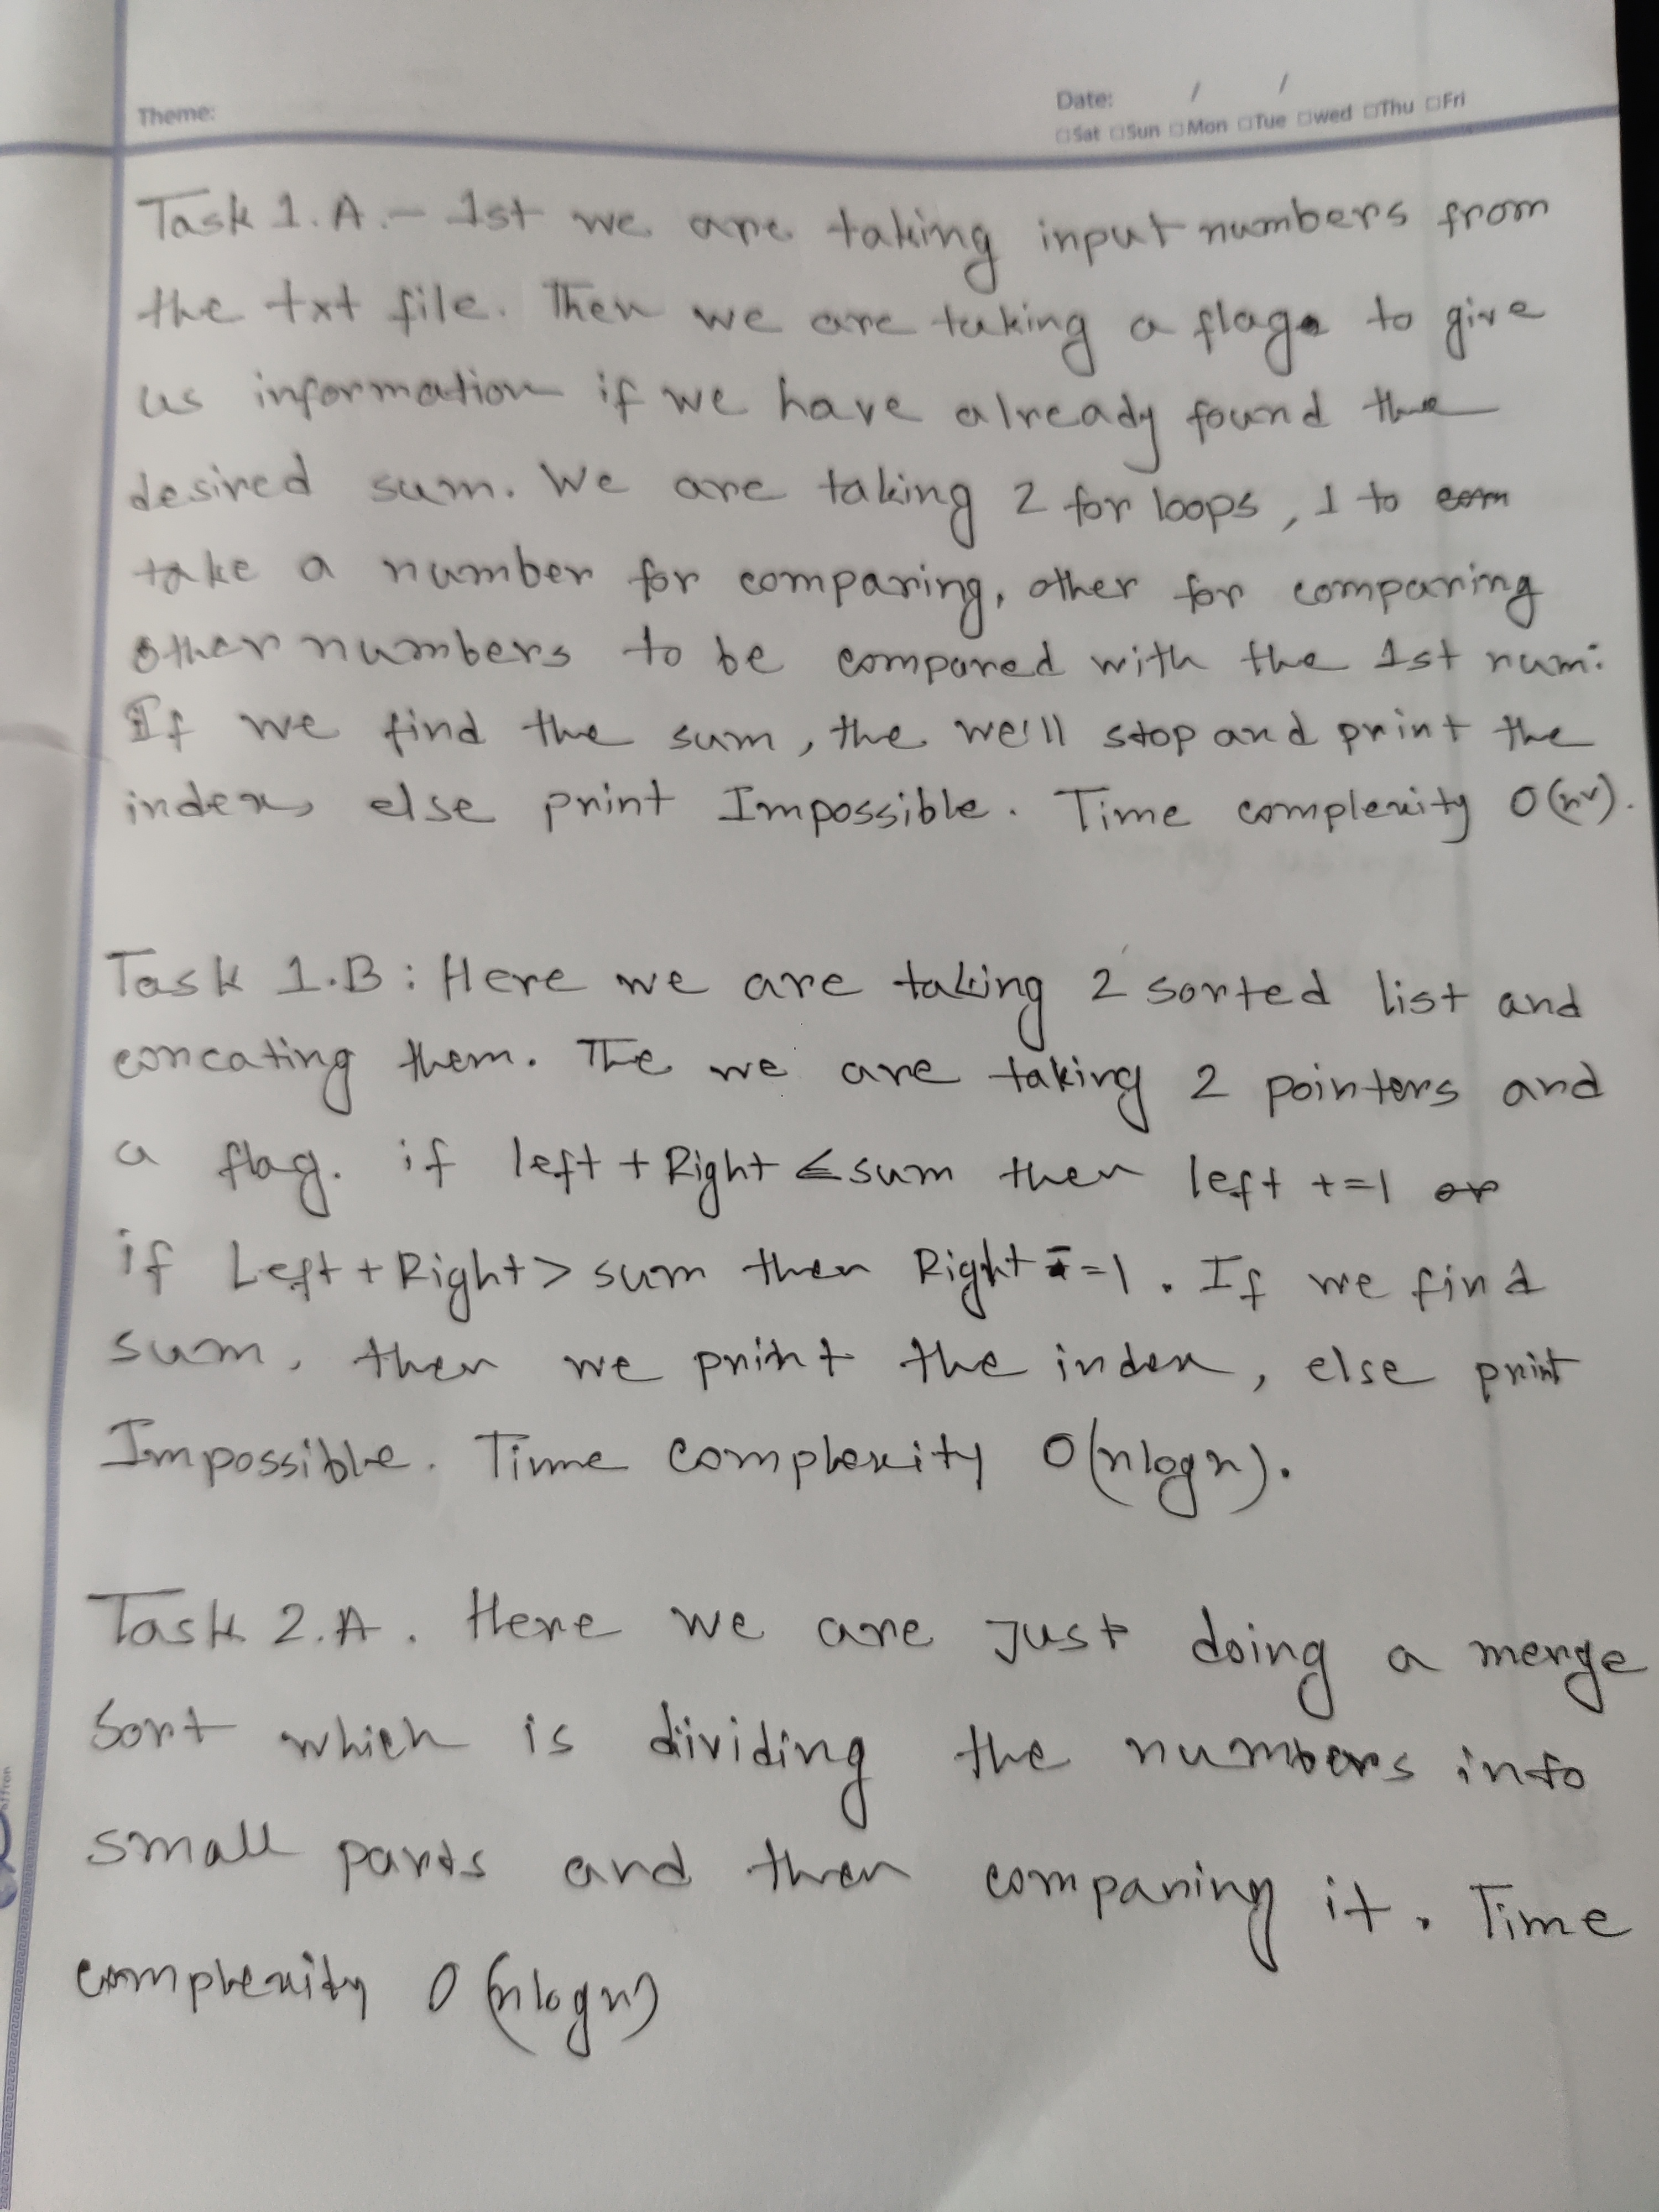 Theme:
Date: / /
Sat Sun Mon Tue wed Thu Fri
Task 1.A.- 1st we are taking input numbers from
the txt file. Then we are taking a flag to give
us information if we have already found the
desired sum. We are taking 2 for loops, 1 to com
take a number for comparing, other for comparing
other numbers to be compared with the 1st num.
If we find the sum, the we'll stop and print the
index, else print Impossible. Time complexity O(n²).
Task 1.B: Here we are taking 2 sorted list and
concating them. The we are taking 2 pointers and
a flag. if left + Right ≤ sum then left +=1 or
if Left + Right > sum then Right -=1. If we find
sum, then we print the index, else print
Impossible. Time complexity O(nlogn).
Task 2.A. Here we are Just doing a merge
Sort which is dividing the numbers into
small parts and then comparing it. Time
complexity O(nlogn)